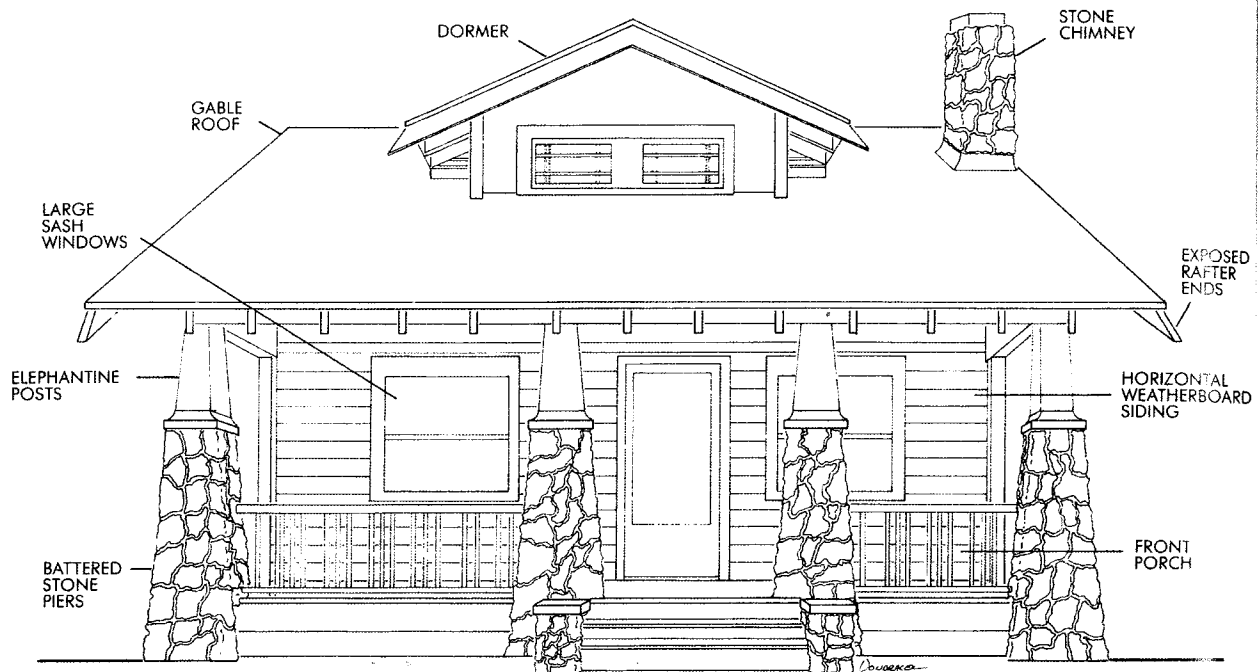 DORMER
STONE
CHIMNEY
GABLE
ROOF
LARGE
SASH
WINDOWS
EXPOSED
RAFTER
ENDS
ELEPHANTINE
POSTS
HORIZONTAL
WEATHERBOARD
SIDING
BATTERED
STONE
PIERS
FRONT
PORCH